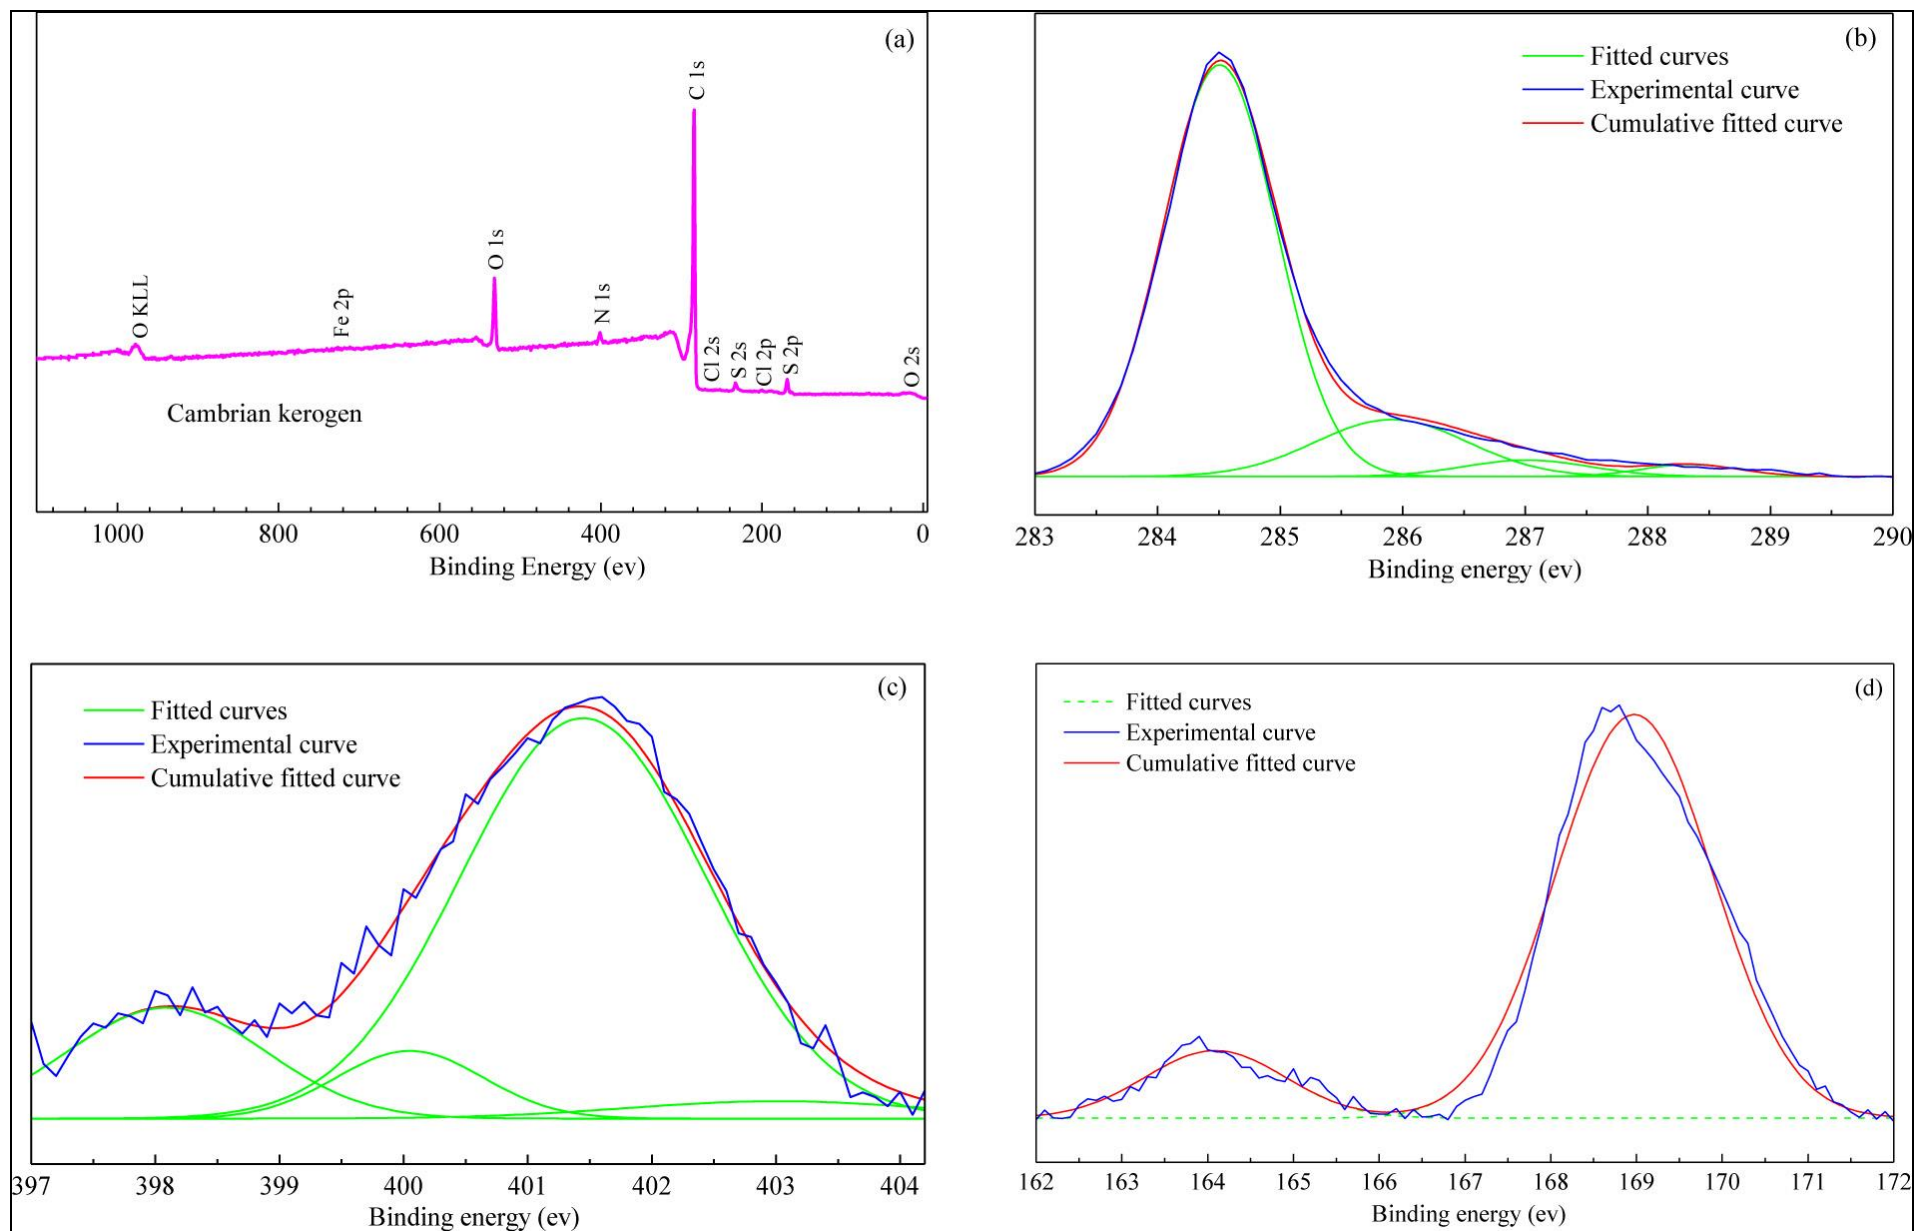 (a)
C 1s
O 1s
O KLL
Fe 2p
N 1s
Cl 2s
S 2s
Cl 2p
S 2p
O 2s
Cambrian kerogen
1000 800 600 400 200 0
Binding Energy (ev)
(b)
Fitted curves
Experimental curve
Cumulative fitted curve
283 284 285 286 287 288 289 290
Binding energy (ev)
(c)
Fitted curves
Experimental curve
Cumulative fitted curve
397 398 399 400 401 402 403 404
Binding energy (ev)
(d)
Fitted curves
Experimental curve
Cumulative fitted curve
162 163 164 165 166 167 168 169 170 171 172
Binding energy (ev)